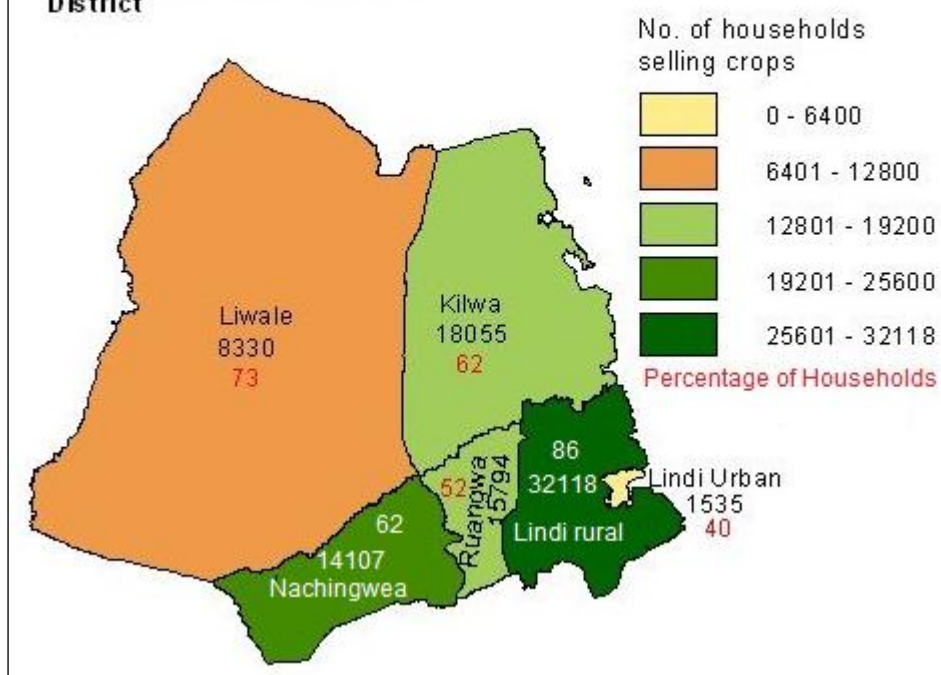 District
No. of households
selling crops
0 - 6400
6401 - 12800
12801 - 19200
19201 - 25600
25601 - 32118
Percentage of Households
Liwale
8330
73
Kilwa
18055
62
86
32118
Lindi rural
Lindi Urban
1535
40
52
Ruangwa
15794
62
14107
Nachingwea